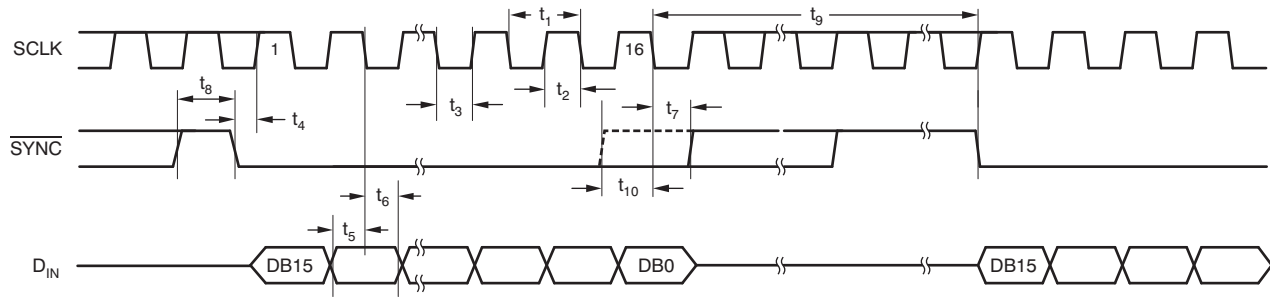 t1 t9
SCLK 1 16
t8 t3 t2 t7
t4
SYNC
t10
t6
t5
DIN DB15 DB0 DB15